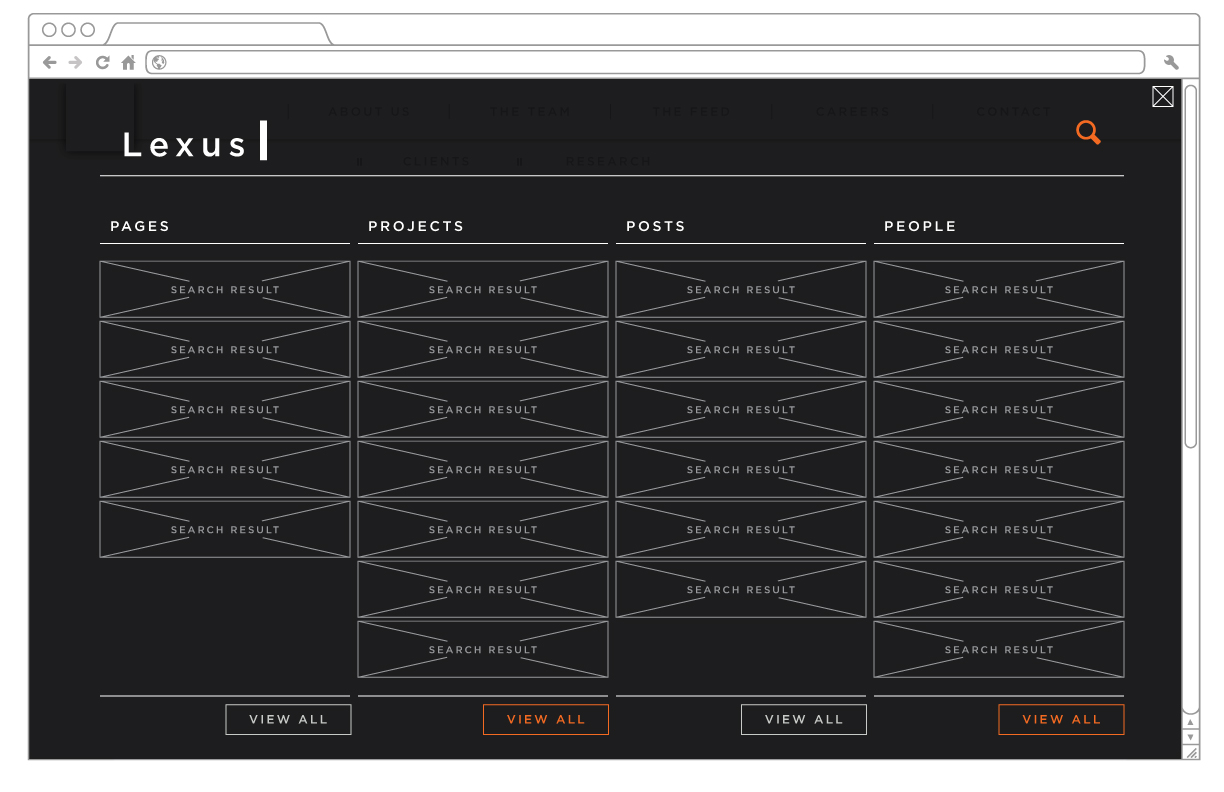 ABOUT US THE TEAM THE FEED CAREERS CONTACT
Lexus
CLIENTS RESEARCH
PAGES PROJECTS POSTS PEOPLE
SEARCH RESULT SEARCH RESULT SEARCH RESULT SEARCH RESULT
SEARCH RESULT SEARCH RESULT SEARCH RESULT SEARCH RESULT
SEARCH RESULT SEARCH RESULT SEARCH RESULT SEARCH RESULT
SEARCH RESULT SEARCH RESULT SEARCH RESULT SEARCH RESULT
SEARCH RESULT SEARCH RESULT SEARCH RESULT SEARCH RESULT
SEARCH RESULT SEARCH RESULT SEARCH RESULT
SEARCH RESULT SEARCH RESULT
VIEW ALL VIEW ALL VIEW ALL VIEW ALL